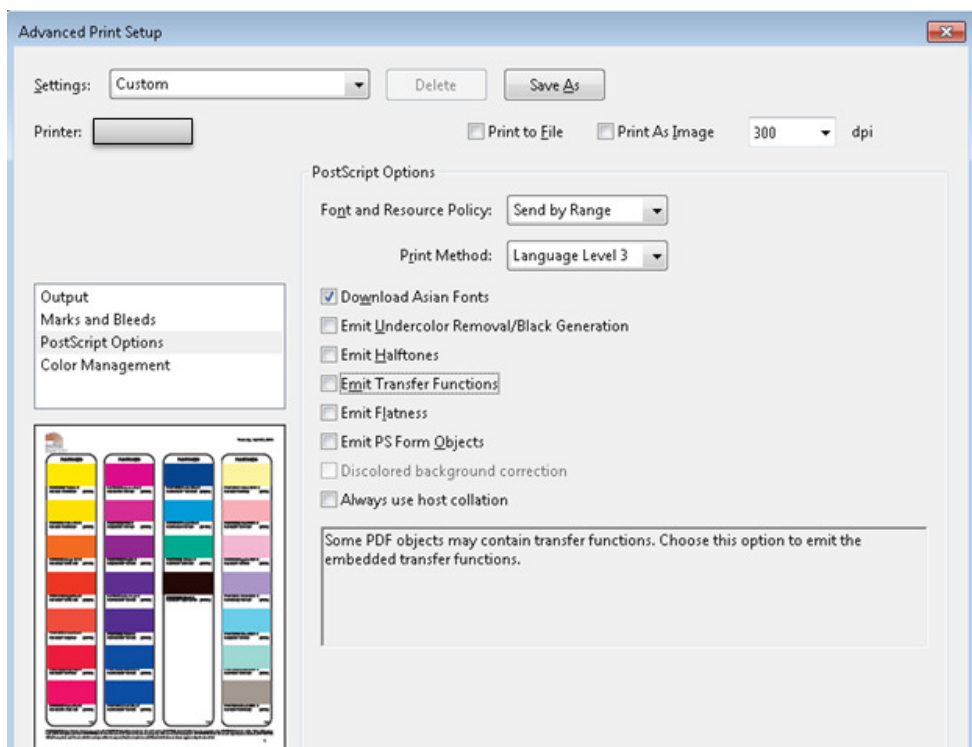 Advanced Print Setup
Settings: Custom Delete Save As
Printer: Print to File Print As Image 300 dpi
PostScript Options
Font and Resource Policy: Send by Range
Print Method: Language Level 3
Output
Marks and Bleeds
PostScript Options
Color Management
Download Asian Fonts
Emit Undercolor Removal/Black Generation
Emit Halftones
Emit Transfer Functions
Emit Flatness
Emit PS Form Objects
Discolored background correction
Always use host collation
Some PDF objects may contain transfer functions. Choose this option to emit the
embedded transfer functions.